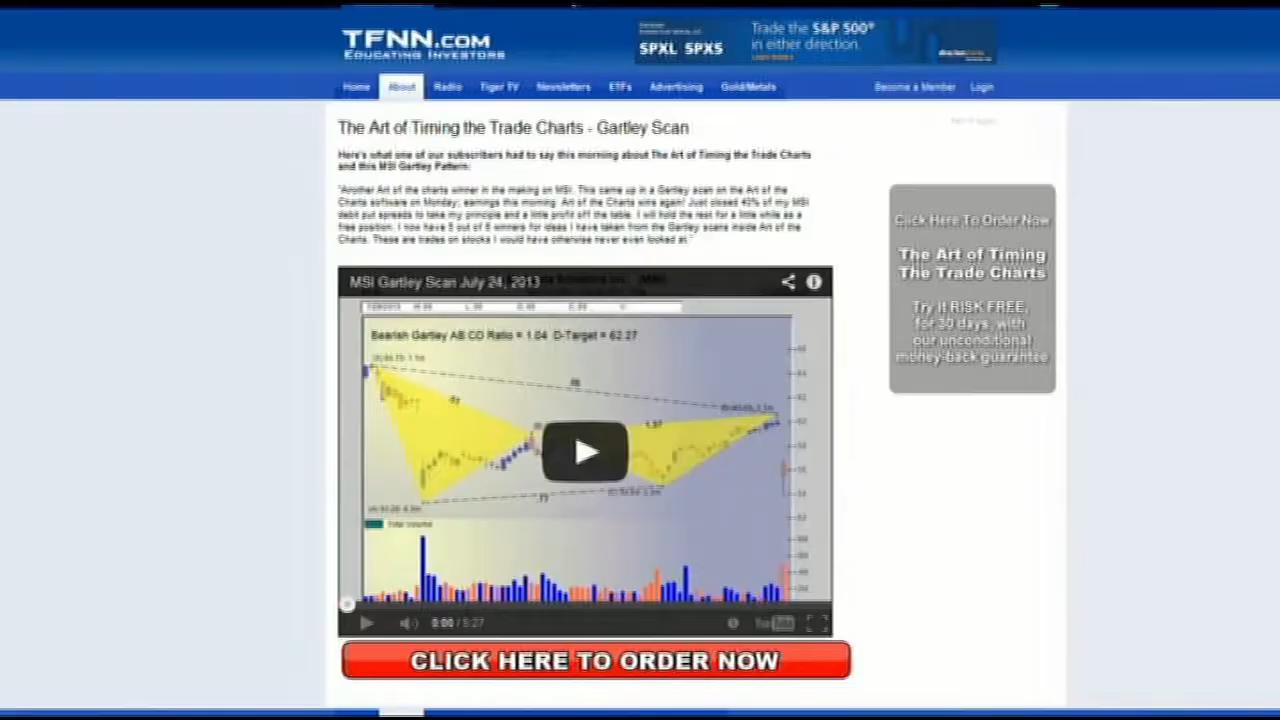 TFNN.COM
EDUCATING INVESTORS
SPXL SPXS
Trade the S&P 500®
in either direction.
Learn More
Home About Radio Tiger TV Newsletters ETFs Advertising Gold/Metals Become a Member Login
The Art of Timing the Trade Charts - Gartley Scan
Here's what one of our subscribers had to say this morning about The Art of Timing the Trade Charts
and this MSI Gartley Pattern:
"Another Art of the charts winner in the making on MSI. This came up in a Gartley scan on the Art of the
Charts software on Monday; earnings this morning. Art of the Charts wins again! Just closed 43% of my MSI
debit put spreads to take my principle and a little profit off the table. I will hold the rest for a little while as a
free position. I now have 5 out of 6 winners for ideas I have taken from the Gartley scans inside Art of the
Charts. These are trades on stocks I would have otherwise never even looked at."
Click Here To Order Now
The Art of Timing
The Trade Charts
Try it RISK FREE,
for 30 days, with
our unconditional
money-back guarantee
MSI Gartley Scan July 24, 2013
Bearish Gartley AB CD Ratio = 1.04 D-Target = 62.27
Total Volume
0:00 / 5:27
CLICK HERE TO ORDER NOW